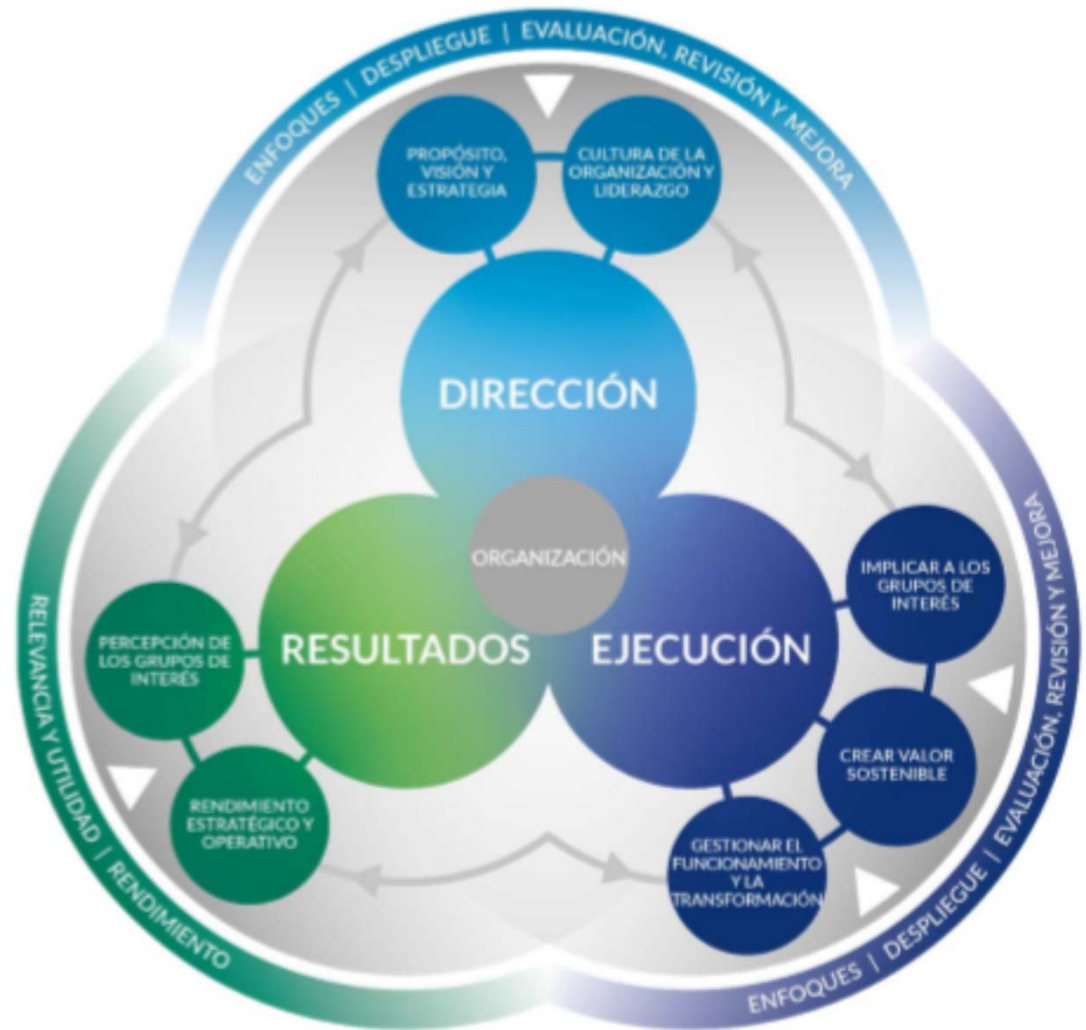 ENFOQUES | DESPLIEGUE | EVALUACIÓN, REVISIÓN Y MEJORA
PROPÓSITO,
VISIÓN Y
ESTRATEGIA
CULTURA DE LA
ORGANIZACIÓN Y
LIDERAZGO
DIRECCIÓN
ORGANIZACIÓN
RESULTADOS
EJECUCIÓN
IMPLICAR A LOS
GRUPOS DE
INTERÉS
CREAR VALOR
SOSTENIBLE
GESTIONAR EL
FUNCIONAMIENTO
Y LA
TRANSFORMACIÓN
PERCEPCIÓN DE
LOS GRUPOS DE
INTERÉS
RENDIMIENTO
ESTRATÉGICO Y
OPERATIVO
RELEVANCIA Y UTILIDAD | RENDIMIENTO
ENFOQUES | DESPLIEGUE | EVALUACIÓN, REVISIÓN Y MEJORA